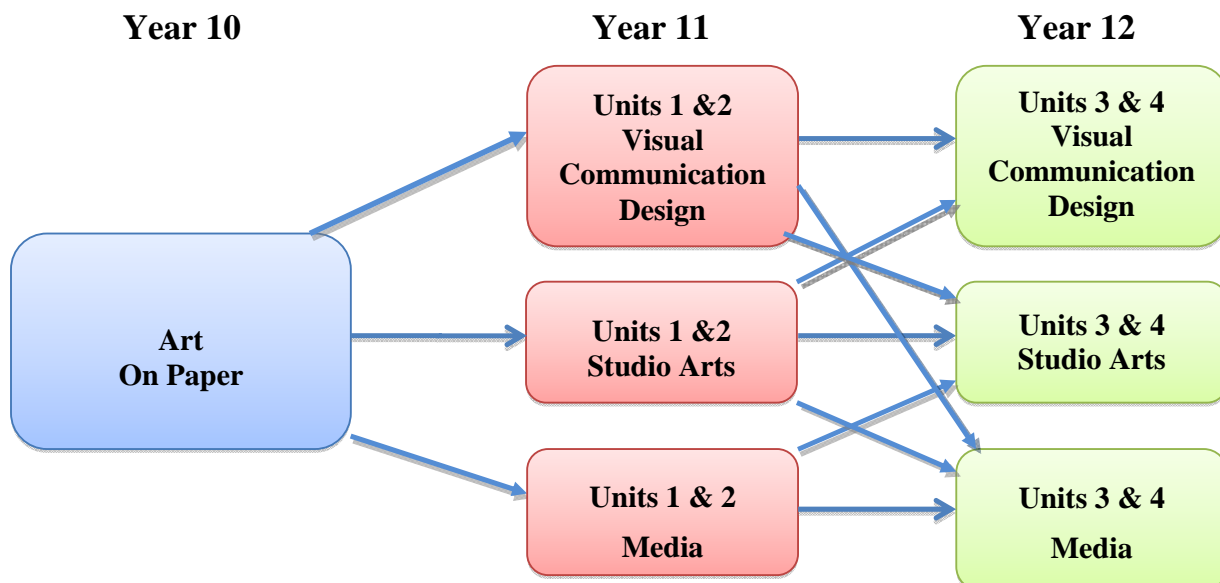 Year 10
Year 11
Year 12
Art
On Paper
Units 1 &2
Visual
Communication
Design
Units 1 &2
Studio Arts
Units 1 & 2
Media
Units 3 & 4
Visual
Communication
Design
Units 3 & 4
Studio Arts
Units 3 & 4
Media